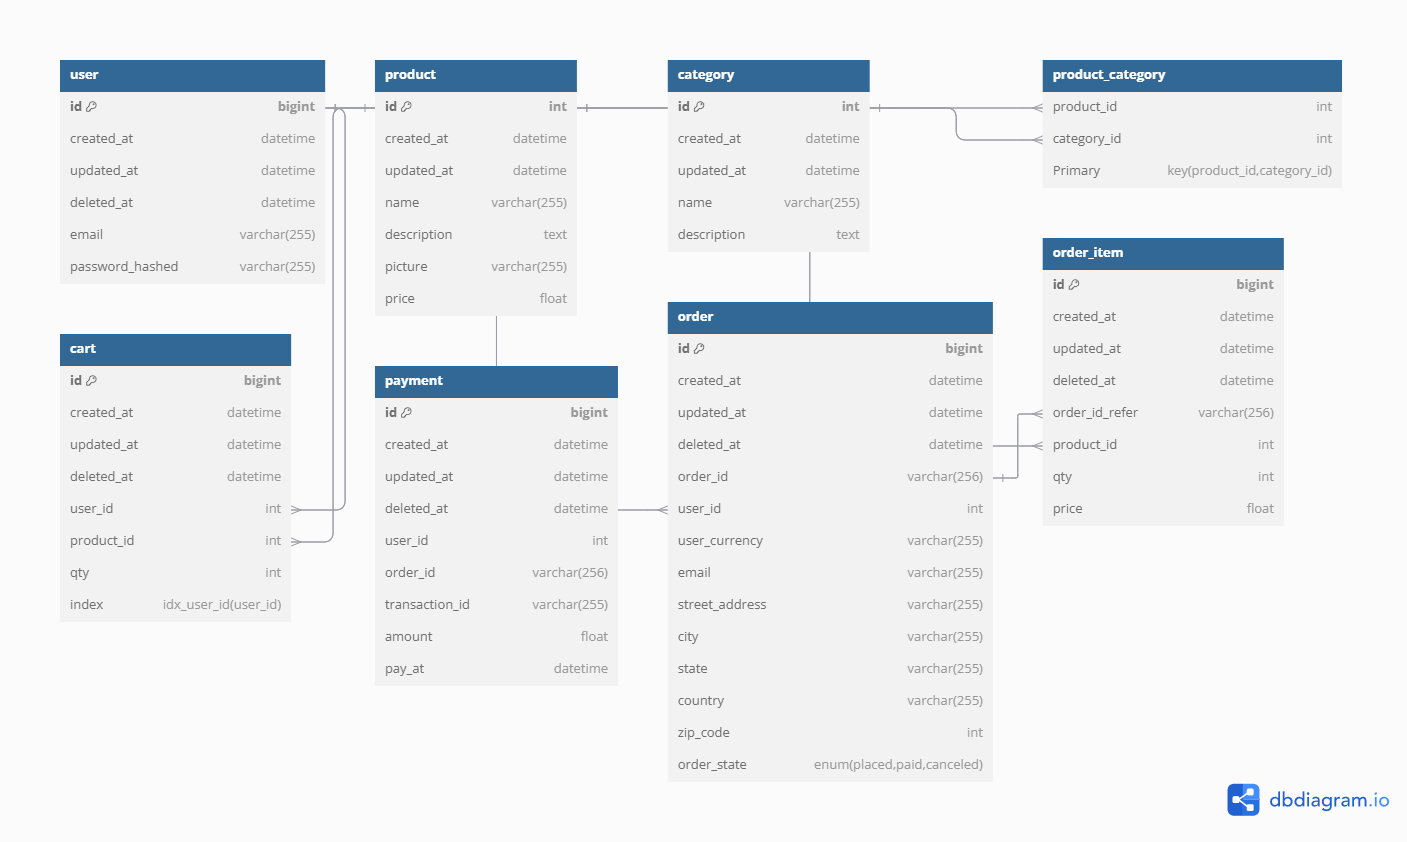 user
id bigint
created_at datetime
updated_at datetime
deleted_at datetime
email varchar(255)
password_hashed varchar(255)
product
id int
created_at datetime
updated_at datetime
name varchar(255)
description text
picture varchar(255)
price float
category
id int
created_at datetime
updated_at datetime
name varchar(255)
description text
product_category
product_id int
category_id int
Primary key(product_id,category_id)
cart
id bigint
created_at datetime
updated_at datetime
deleted_at datetime
user_id int
product_id int
qty int
index idx_user_id(user_id)
payment
id bigint
created_at datetime
updated_at datetime
deleted_at datetime
user_id int
order_id varchar(256)
transaction_id varchar(255)
amount float
pay_at datetime
order
id bigint
created_at datetime
updated_at datetime
deleted_at datetime
order_id varchar(256)
user_id int
user_currency varchar(255)
email varchar(255)
street_address varchar(255)
city varchar(255)
state varchar(255)
country varchar(255)
zip_code int
order_state enum(placed,paid,canceled)
order_item
id bigint
created_at datetime
updated_at datetime
deleted_at datetime
order_id_refer varchar(256)
product_id int
qty int
price float
dbdiagram.io